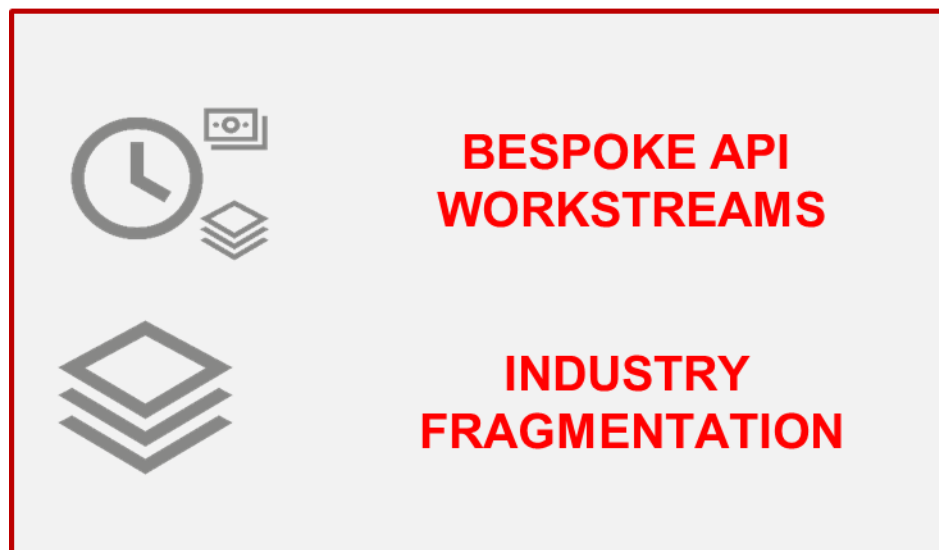 BESPOKE API
WORKSTREAMS
INDUSTRY
FRAGMENTATION